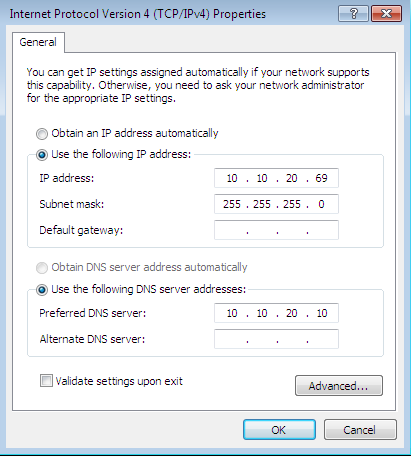 Internet Protocol Version 4 (TCP/IPv4) Properties
General
You can get IP settings assigned automatically if your network supports
this capability. Otherwise, you need to ask your network administrator
for the appropriate IP settings.
Obtain an IP address automatically
Use the following IP address:
IP address: 10 . 10 . 20 . 69
Subnet mask: 255 . 255 . 255 . 0
Default gateway: . . .
Obtain DNS server address automatically
Use the following DNS server addresses:
Preferred DNS server: 10 . 10 . 20 . 10
Alternate DNS server: . . .
Validate settings upon exit
Advanced...
OK Cancel